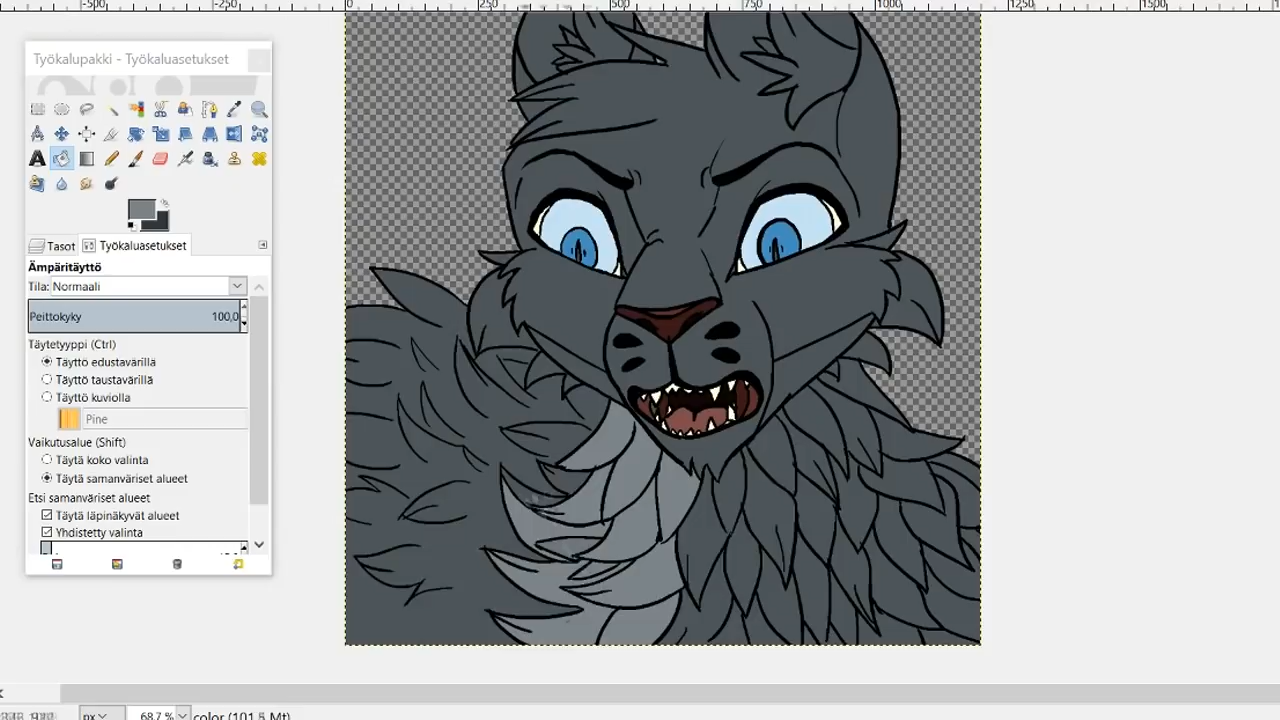 -500 -250 0 250 500 750 1000 1250 1500
Työkalupakki - Työkaluasetukset
Tasot Työkaluasetukset
Ämpäritäyttö
Tila: Normaali
Peittokyky 100,0
Täytetyyppi (Ctrl)
Täyttö edustavärillä
Täyttö taustavärillä
Täyttö kuviolla
Pine
Vaikutusalue (Shift)
Täytä koko valinta
Täytä samanväriset alueet
Etsi samanväriset alueet
Täytä läpinäkyvät alueet
Yhdistetty valinta
px 68,7 % color (101,5 Mt)